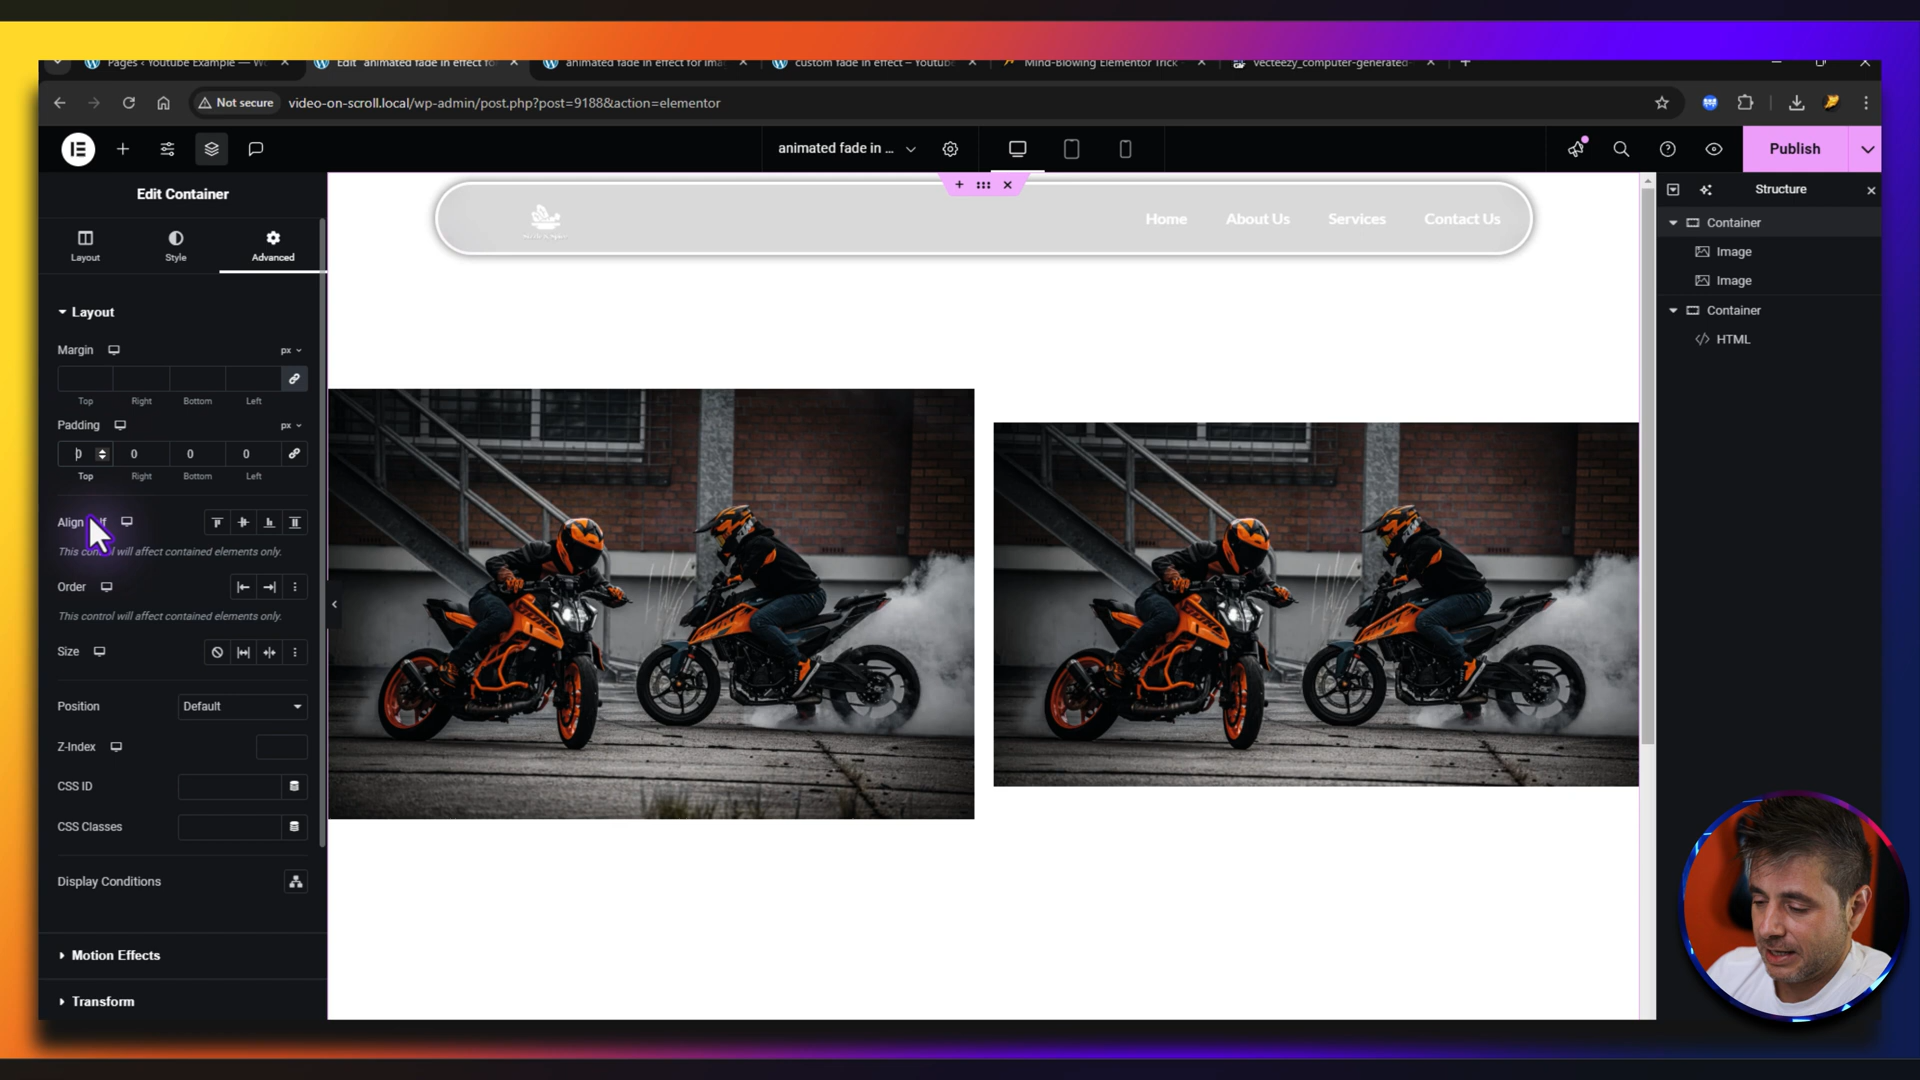 Pages ‹ Youtube Example — W
Edit "animated fade in effect for
animated fade in effect for ima
custom fade in effect – Youtube
Mind-Blowing Elementor Trick
vecteezy_computer-generated-
Not secure
video-on-scroll.local/wp-admin/post.php?post=9188&action=elementor
animated fade in ...
Publish
Edit Container
Structure
Layout
Style
Advanced
Home
About Us
Services
Contact Us
Container
Image
Image
Container
HTML
Layout
Margin
px
Top
Right
Bottom
Left
Padding
px
0
0
0
0
Top
Right
Bottom
Left
Align
This control will affect contained elements only.
Order
This control will affect contained elements only.
Size
Position
Default
Z-Index
CSS ID
CSS Classes
Display Conditions
Motion Effects
Transform